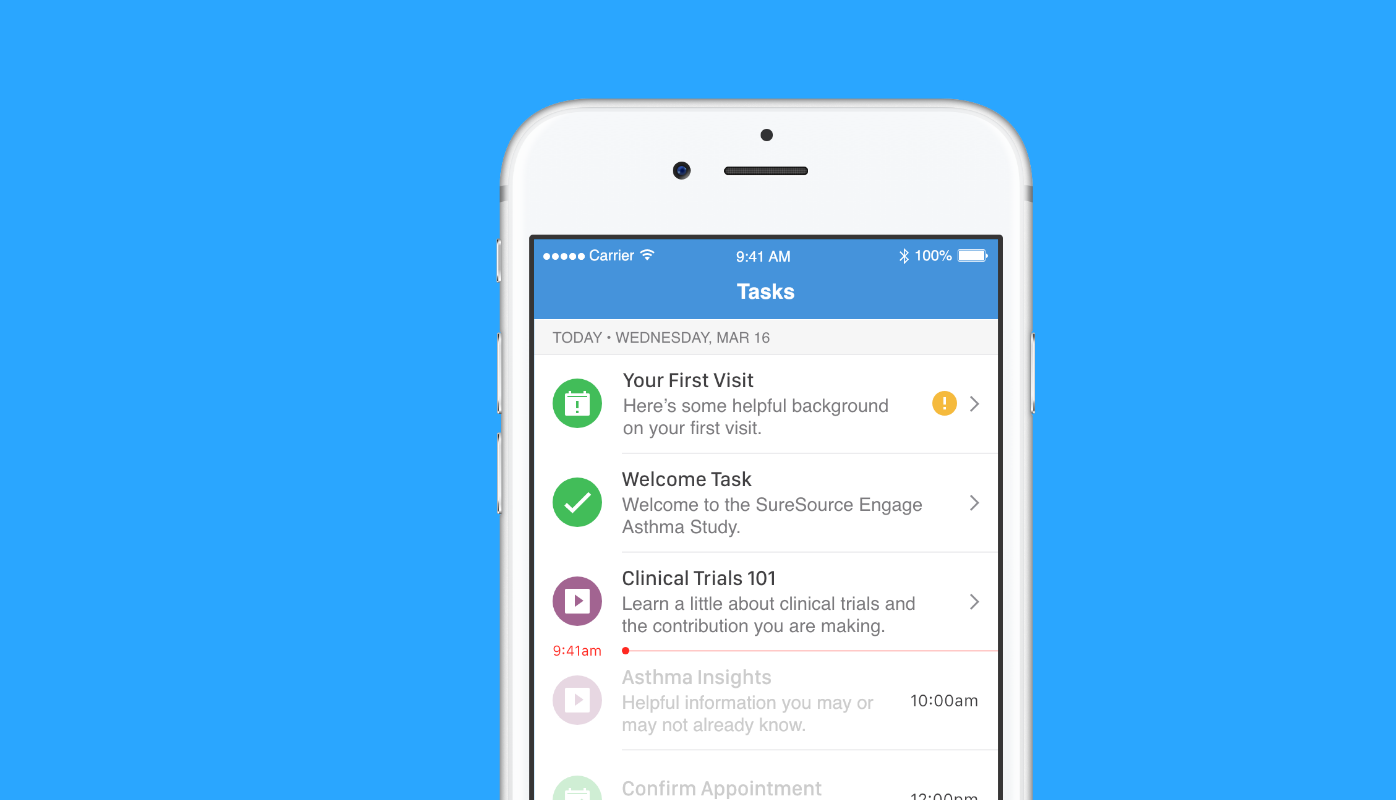 Carrier 9:41 AM 100%
Tasks
TODAY • WEDNESDAY, MAR 16
Your First Visit
Here’s some helpful background
on your first visit.
Welcome Task
Welcome to the SureSource Engage
Asthma Study.
Clinical Trials 101
Learn a little about clinical trials and
the contribution you are making.
9:41am
Asthma Insights
Helpful information you may or
may not already know.
10:00am
Confirm Appointment
12:00pm